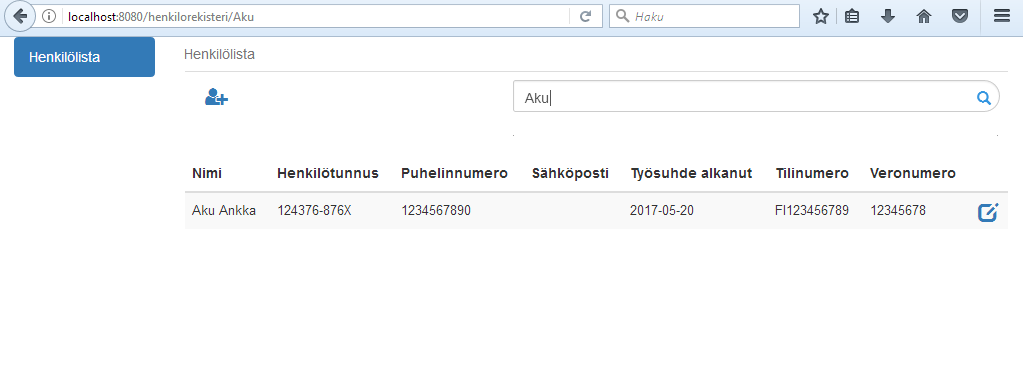 localhost:8080/henkilorekisteri/Aku
Haku
Henkilölista
Henkilölista
Aku
Nimi Henkilötunnus Puhelinnumero Sähköposti Työsuhde alkanut Tilinumero Veronumero
Aku Ankka 124376-876X 1234567890 2017-05-20 FI123456789 12345678